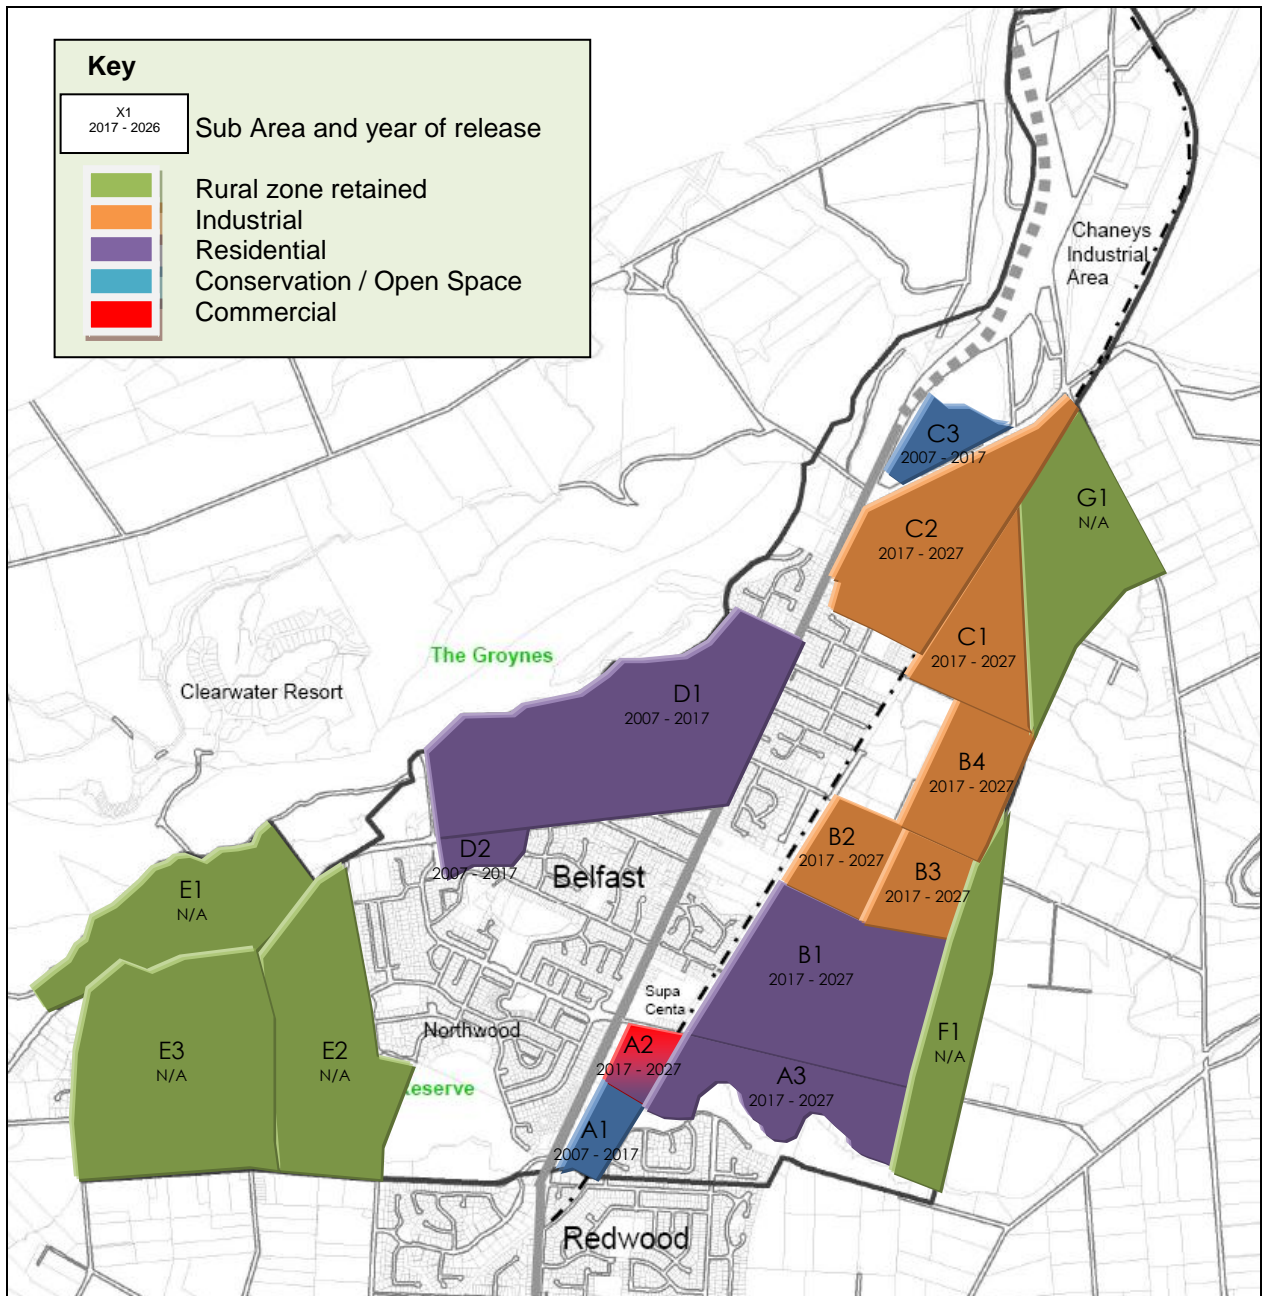 Key
X1
2017 - 2026
Sub Area and year of release
Rural zone retained
Industrial
Residential
Conservation / Open Space
Commercial
Chaneys
Industrial
Area
C3
2007 - 2017
G1
N/A
C2
2017 - 2027
C1
2017 - 2027
The Groynes
Clearwater Resort
D1
2007 - 2017
B4
2017 - 2027
B2
2017 - 2027
D2
2007 - 2017
Belfast
B3
2017 - 2027
E1
N/A
B1
2017 - 2027
Supa
Centa
Northwood
F1
N/A
E3
N/A
E2
N/A
A2
2017 - 2027
A3
2017 - 2027
eserve
A1
2007 - 2017
Redwood